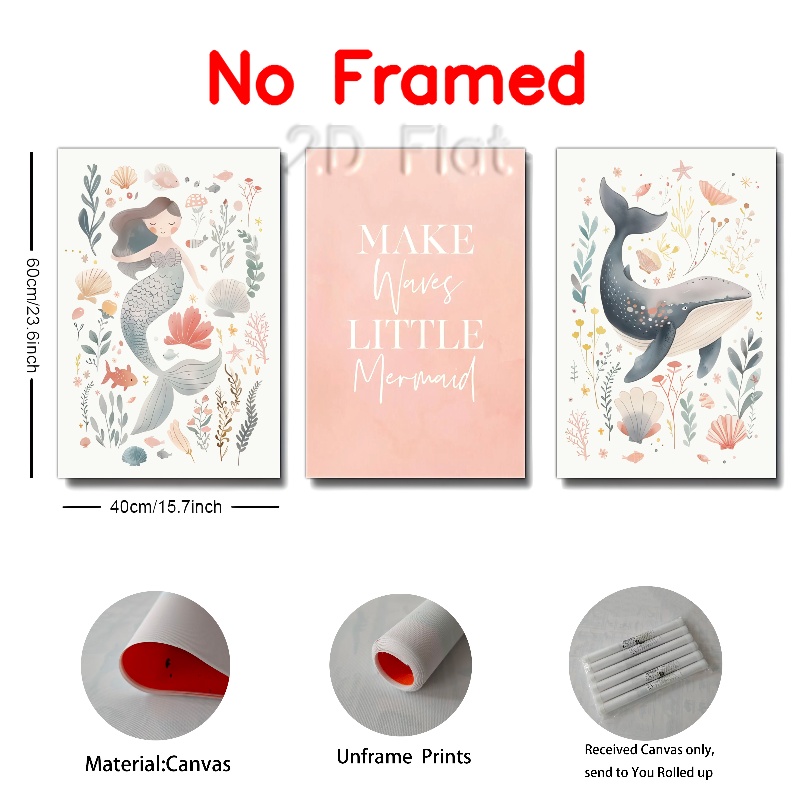 No Framed
2D Flat
60cm/23.6inch
MAKE
Waves
LITTLE
Mermaid
40cm/15.7inch
Material:Canvas
Unframe Prints
Received Canvas only,
send to You Rolled up